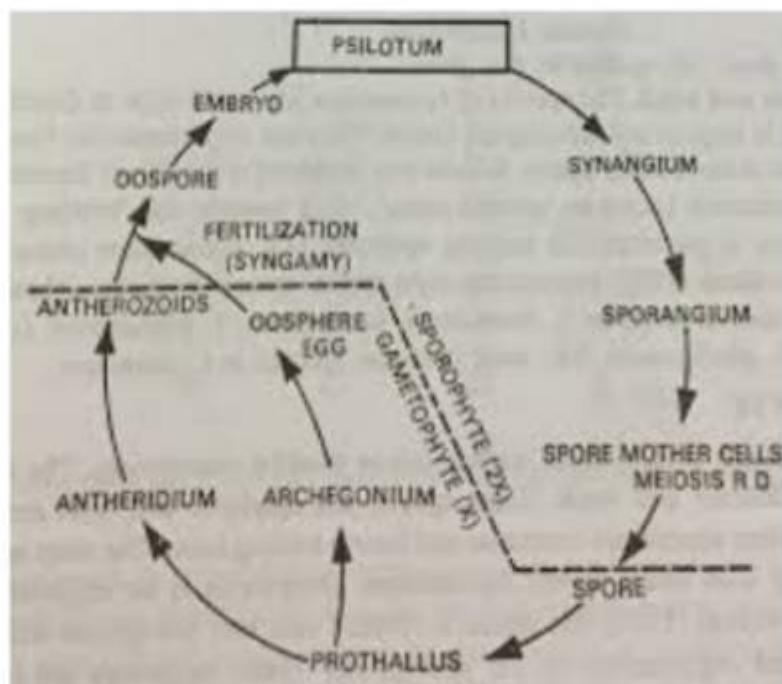 PSILOTUM
EMBRYO
SYNANGIUM
OOSPORE
FERTILIZATION
(SYNGAMY)
ANTHEROZOIDS
OOSPHERE
EGG
SPORANGIUM
SPOROPHYTE (2X)
GAMETOPHYTE (X)
SPORE MOTHER CELLS
MEIOSIS R D
ANTHERIDIUM
ARCHEGONIUM
SPORE
PROTHALLUS